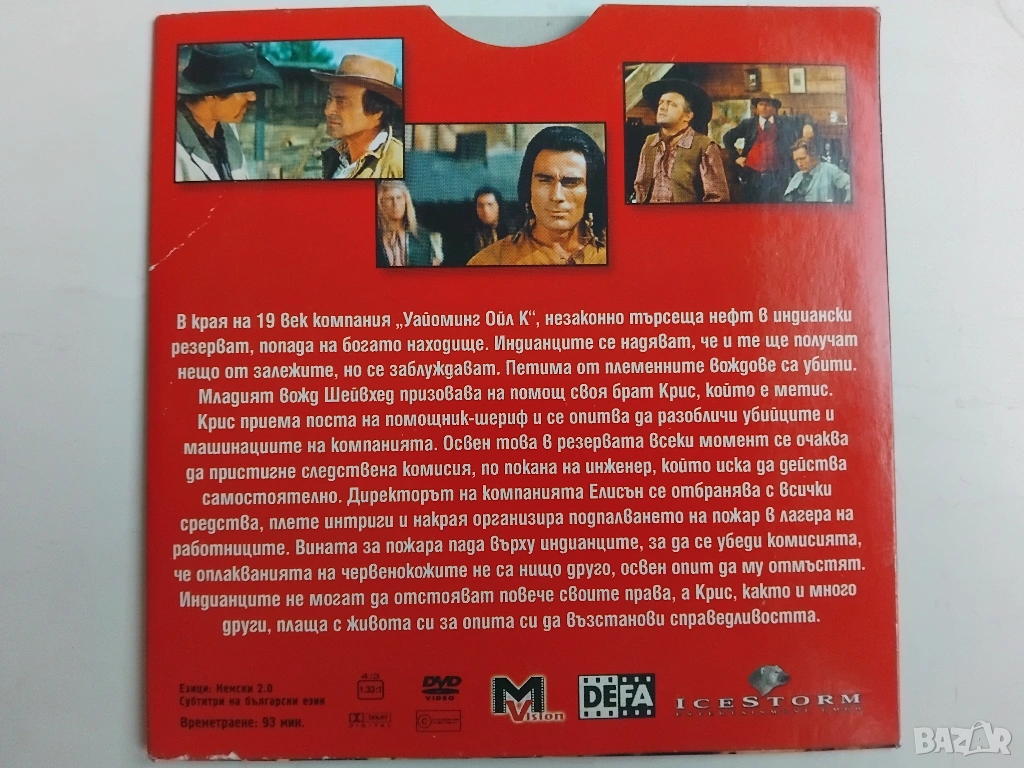 В края на 19 век компания „Уайоминг Ойл К“, незаконно търсеща нефт в индиански
резерват, попада на богато находище. Индианците се надяват, че и те ще получат
нещо от залежите, но се заблуждават. Петима от племенните вождове са убити.
Младият вожд Шейвхед призовава на помощ своя брат Крис, който е метис.
Крис приема поста на помощник-шериф и се опитва да разобличи убийците и
машинациите на компанията. Освен това в резервата всеки момент се очаква
да пристигне следствена комисия, по покана на инженер, който иска да действа
самостоятелно. Директорът на компанията Елисън се отбранява с всички
средства, плете интриги и накрая организира подпалването на пожар в лагера на
работниците. Вината за пожара пада върху индианците, за да се убеди комисията,
че оплакванията на червенокожите не са нищо друго, освен опит да му отмъстят.
Индианците не могат да отстояват повече своите права, а Крис, както и много
други, плаща с живота си за опита си да възстанови справедливостта.
Езици: Немски 2.0
Субтитри на български език
Времетраене: 93 мин.
4/3
1.33:1
DOLBY
DIGITAL
DVD
VIDEO
M Vision
DEFA
ICESTORM
BAZAR